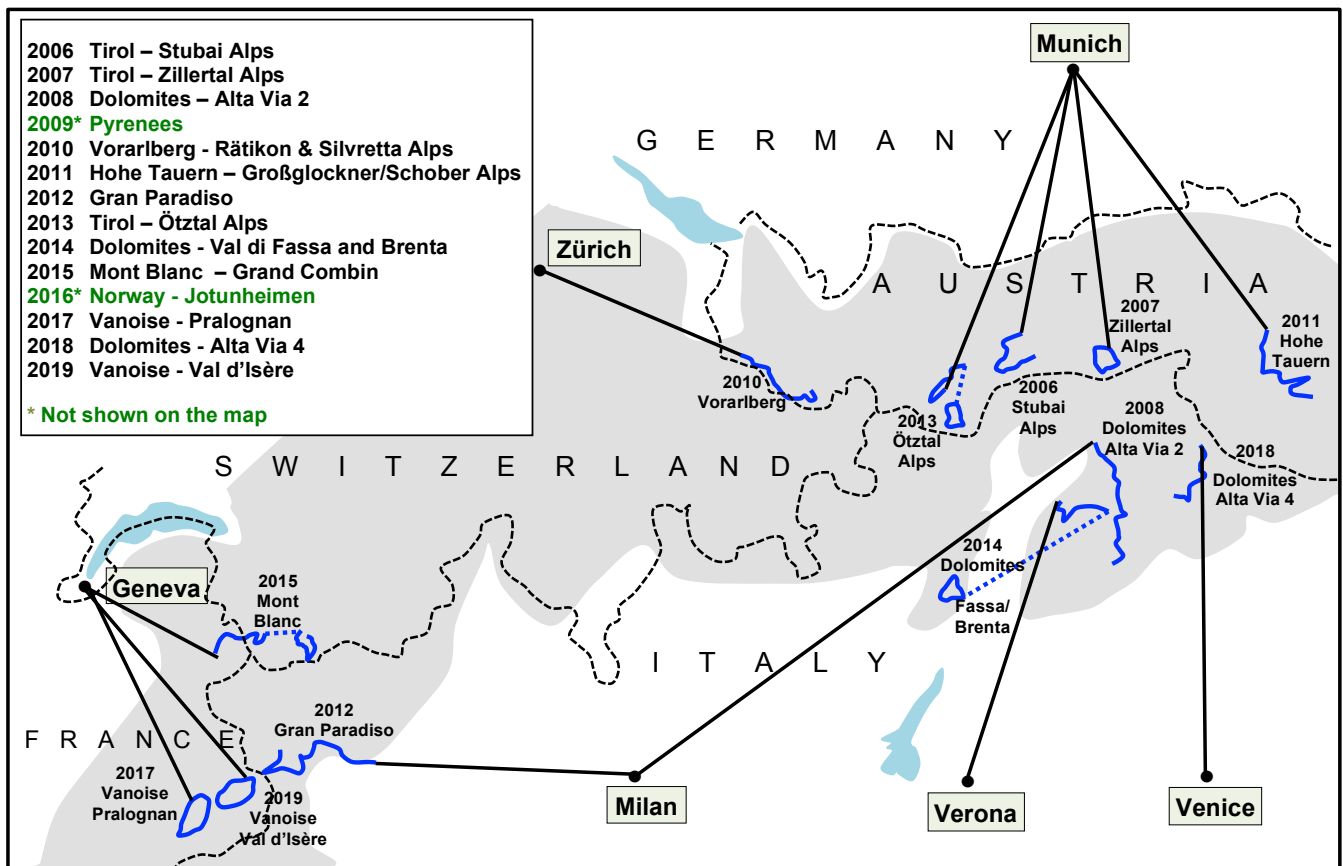 2006 Tirol – Stubai Alps
2007 Tirol – Zillertal Alps
2008 Dolomites – Alta Via 2
2009* Pyrenees
2010 Vorarlberg - Rätikon & Silvretta Alps
2011 Hohe Tauern – Großglockner/Schober Alps
2012 Gran Paradiso
2013 Tirol – Ötztal Alps
2014 Dolomites - Val di Fassa and Brenta
2015 Mont Blanc – Grand Combin
2016* Norway - Jotunheimen
2017 Vanoise - Pralognan
2018 Dolomites - Alta Via 4
2019 Vanoise - Val d'Isère
* Not shown on the map
Munich
GERMANY
Zürich
AUSTRIA
2007
Zillertal
Alps
2011
Hohe
Tauern
2010
Vorarlberg
2006
Stubai
Alps
2013
Ötztal
Alps
2008
Dolomites
Alta Via 2
2018
Dolomites
Alta Via 4
SWITZERLAND
2014
Dolomites
Fassa/
Brenta
Geneva
2015
Mont
Blanc
ITALY
2012
Gran Paradiso
FRANCE
2017
Vanoise
Pralognan
2019
Vanoise
Val d'Isère
Milan
Verona
Venice